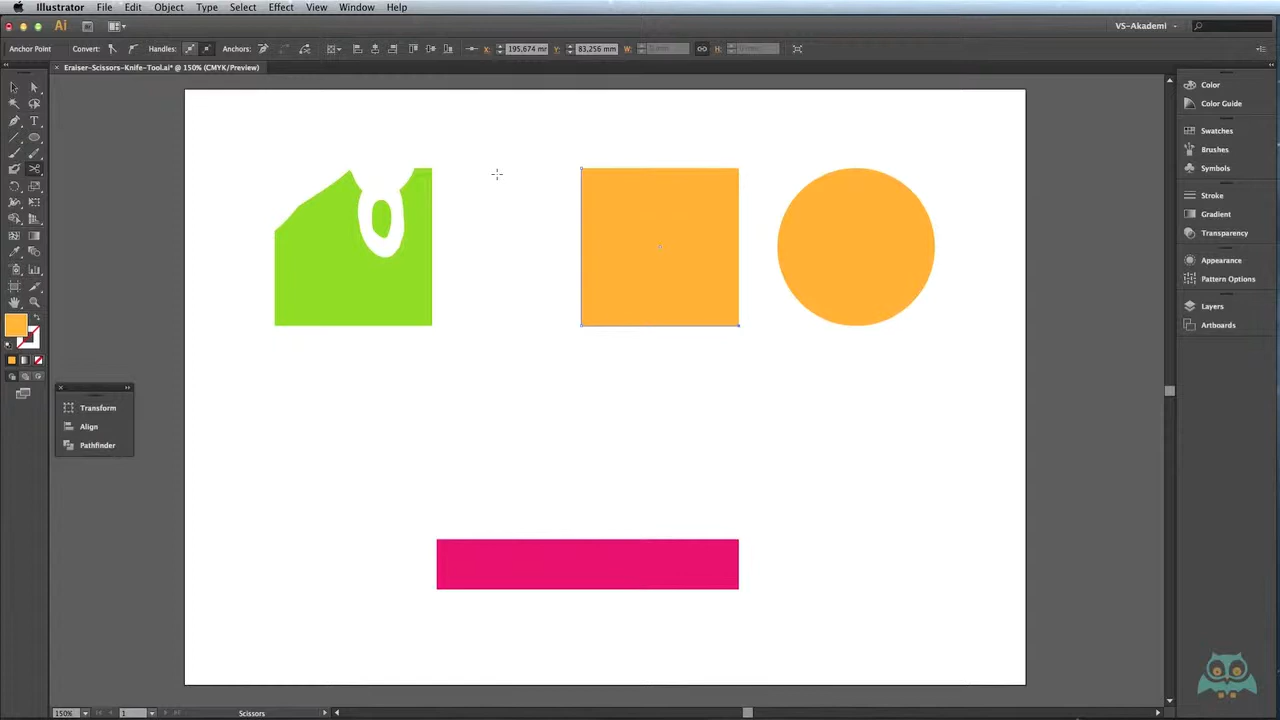 Illustrator File Edit Object Type Select Effect View Window Help
Ai VS-Akademi
Anchor Point Convert: Handles: Anchors: X: 195,674 mm Y: 83,256 mm W: H:
Eraiser-Scissors-Knife-Tool.ai* @ 150% (CMYK/Preview)
Color
Color Guide
Swatches
Brushes
Symbols
Stroke
Gradient
Transparency
Appearance
Pattern Options
Layers
Artboards
Transform
Align
Pathfinder
150% 1 Scissors